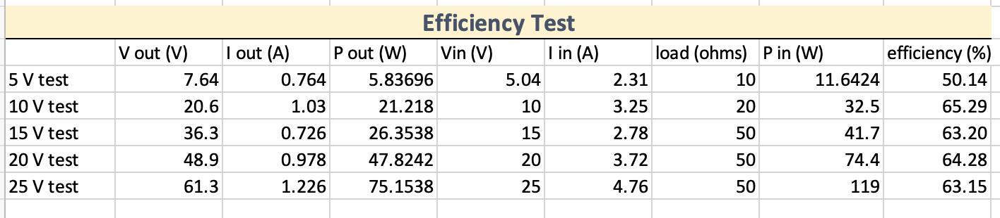 Efficiency Test
V out (V) I out (A) P out (W) Vin (V) I in (A) load (ohms) P in (W) efficiency (%)
5 V test 7.64 0.764 5.83696 5.04 2.31 10 11.6424 50.14
10 V test 20.6 1.03 21.218 10 3.25 20 32.5 65.29
15 V test 36.3 0.726 26.3538 15 2.78 50 41.7 63.20
20 V test 48.9 0.978 47.8242 20 3.72 50 74.4 64.28
25 V test 61.3 1.226 75.1538 25 4.76 50 119 63.15